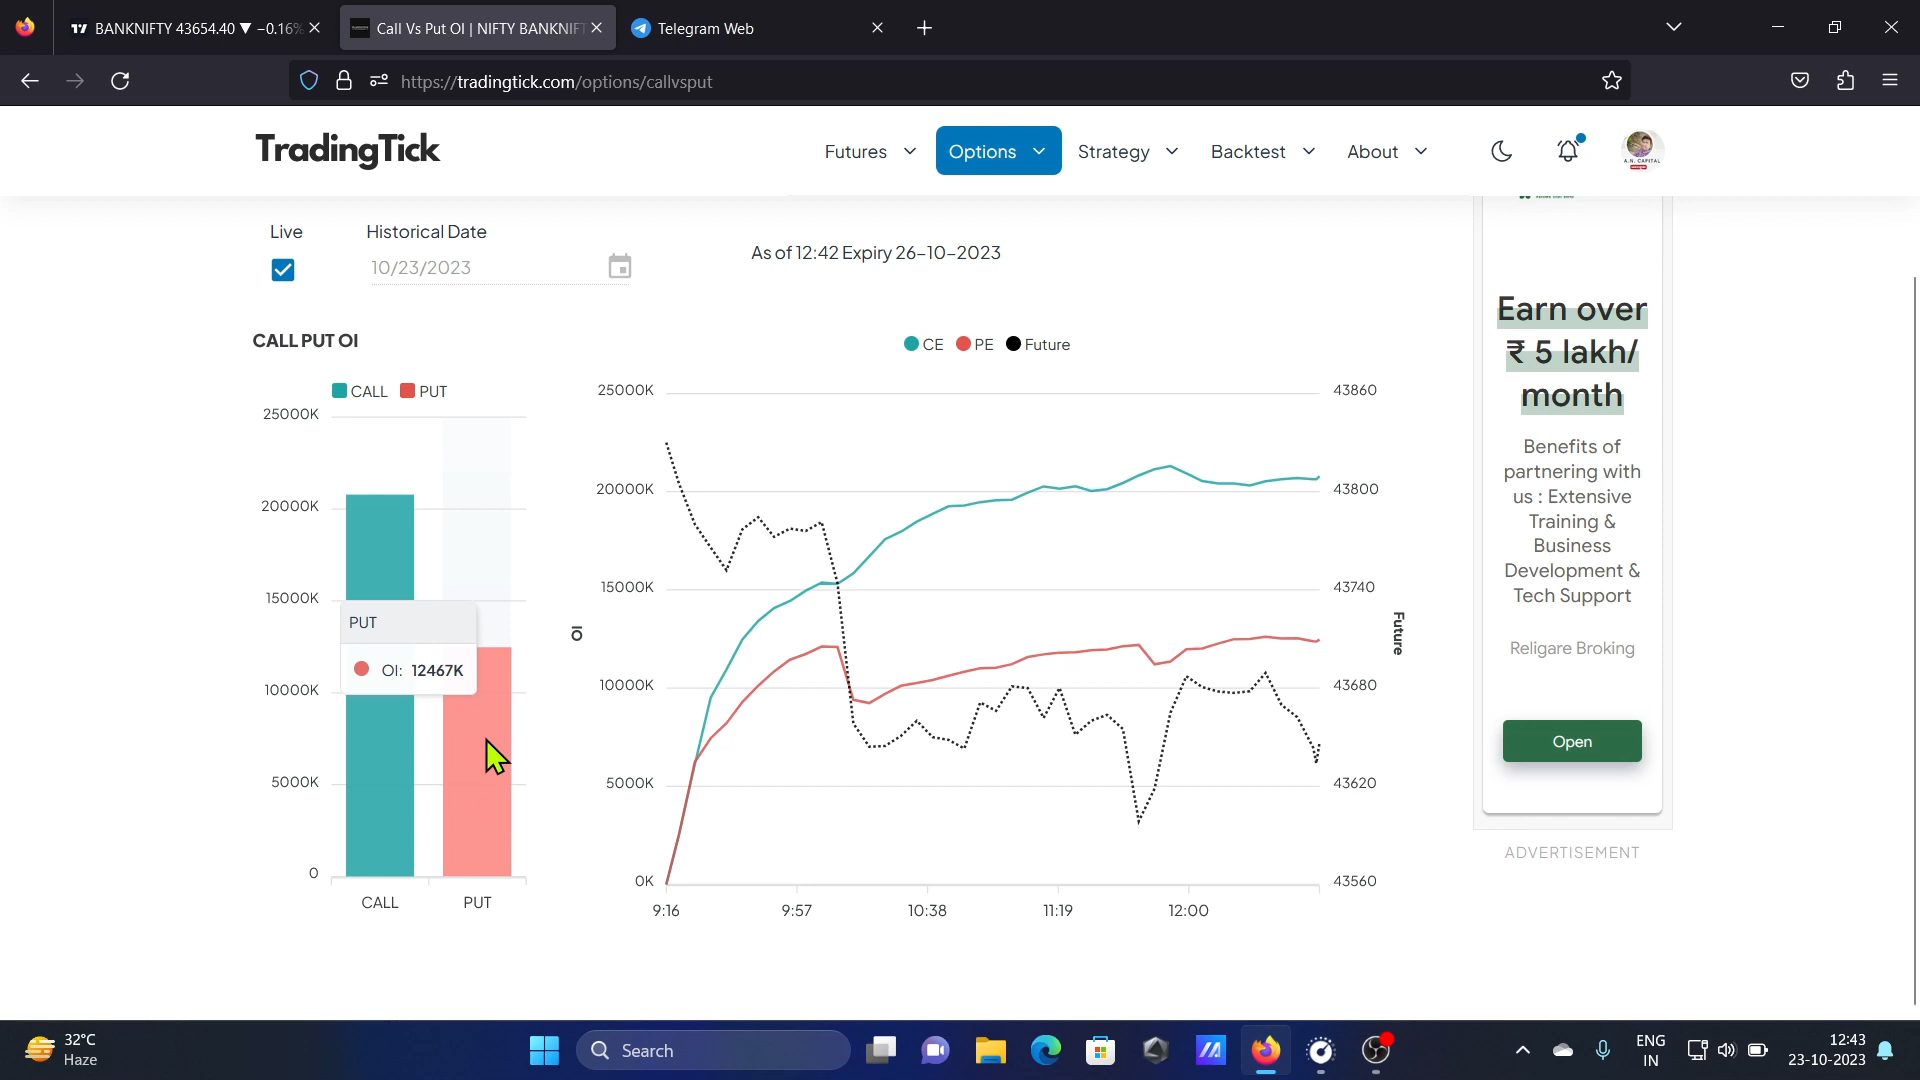 BANKNIFTY 43654.40 ▼ −0.16%
Call Vs Put OI | NIFTY BANKNIFT
Telegram Web
https://tradingtick.com/options/callvsput
TradingTick
Futures
Options
Strategy
Backtest
About
A.N. CAPITAL
Live
Historical Date
10/23/2023
As of 12:42 Expiry 26-10-2023
CALL PUT OI
CE PE Future
CALL PUT
25000K
20000K
15000K
10000K
5000K
0
CALL
PUT
PUT
OI: 12467K
25000K
20000K
15000K
10000K
5000K
0K
OI
43860
43800
43740
43680
43620
43560
Future
9:16
9:57
10:38
11:19
12:00
Earn over
₹ 5 lakh/
month
Benefits of
partnering with
us : Extensive
Training &
Business
Development &
Tech Support
Religare Broking
Open
ADVERTISEMENT
32°C
Haze
Search
ENG
IN
12:43
23-10-2023